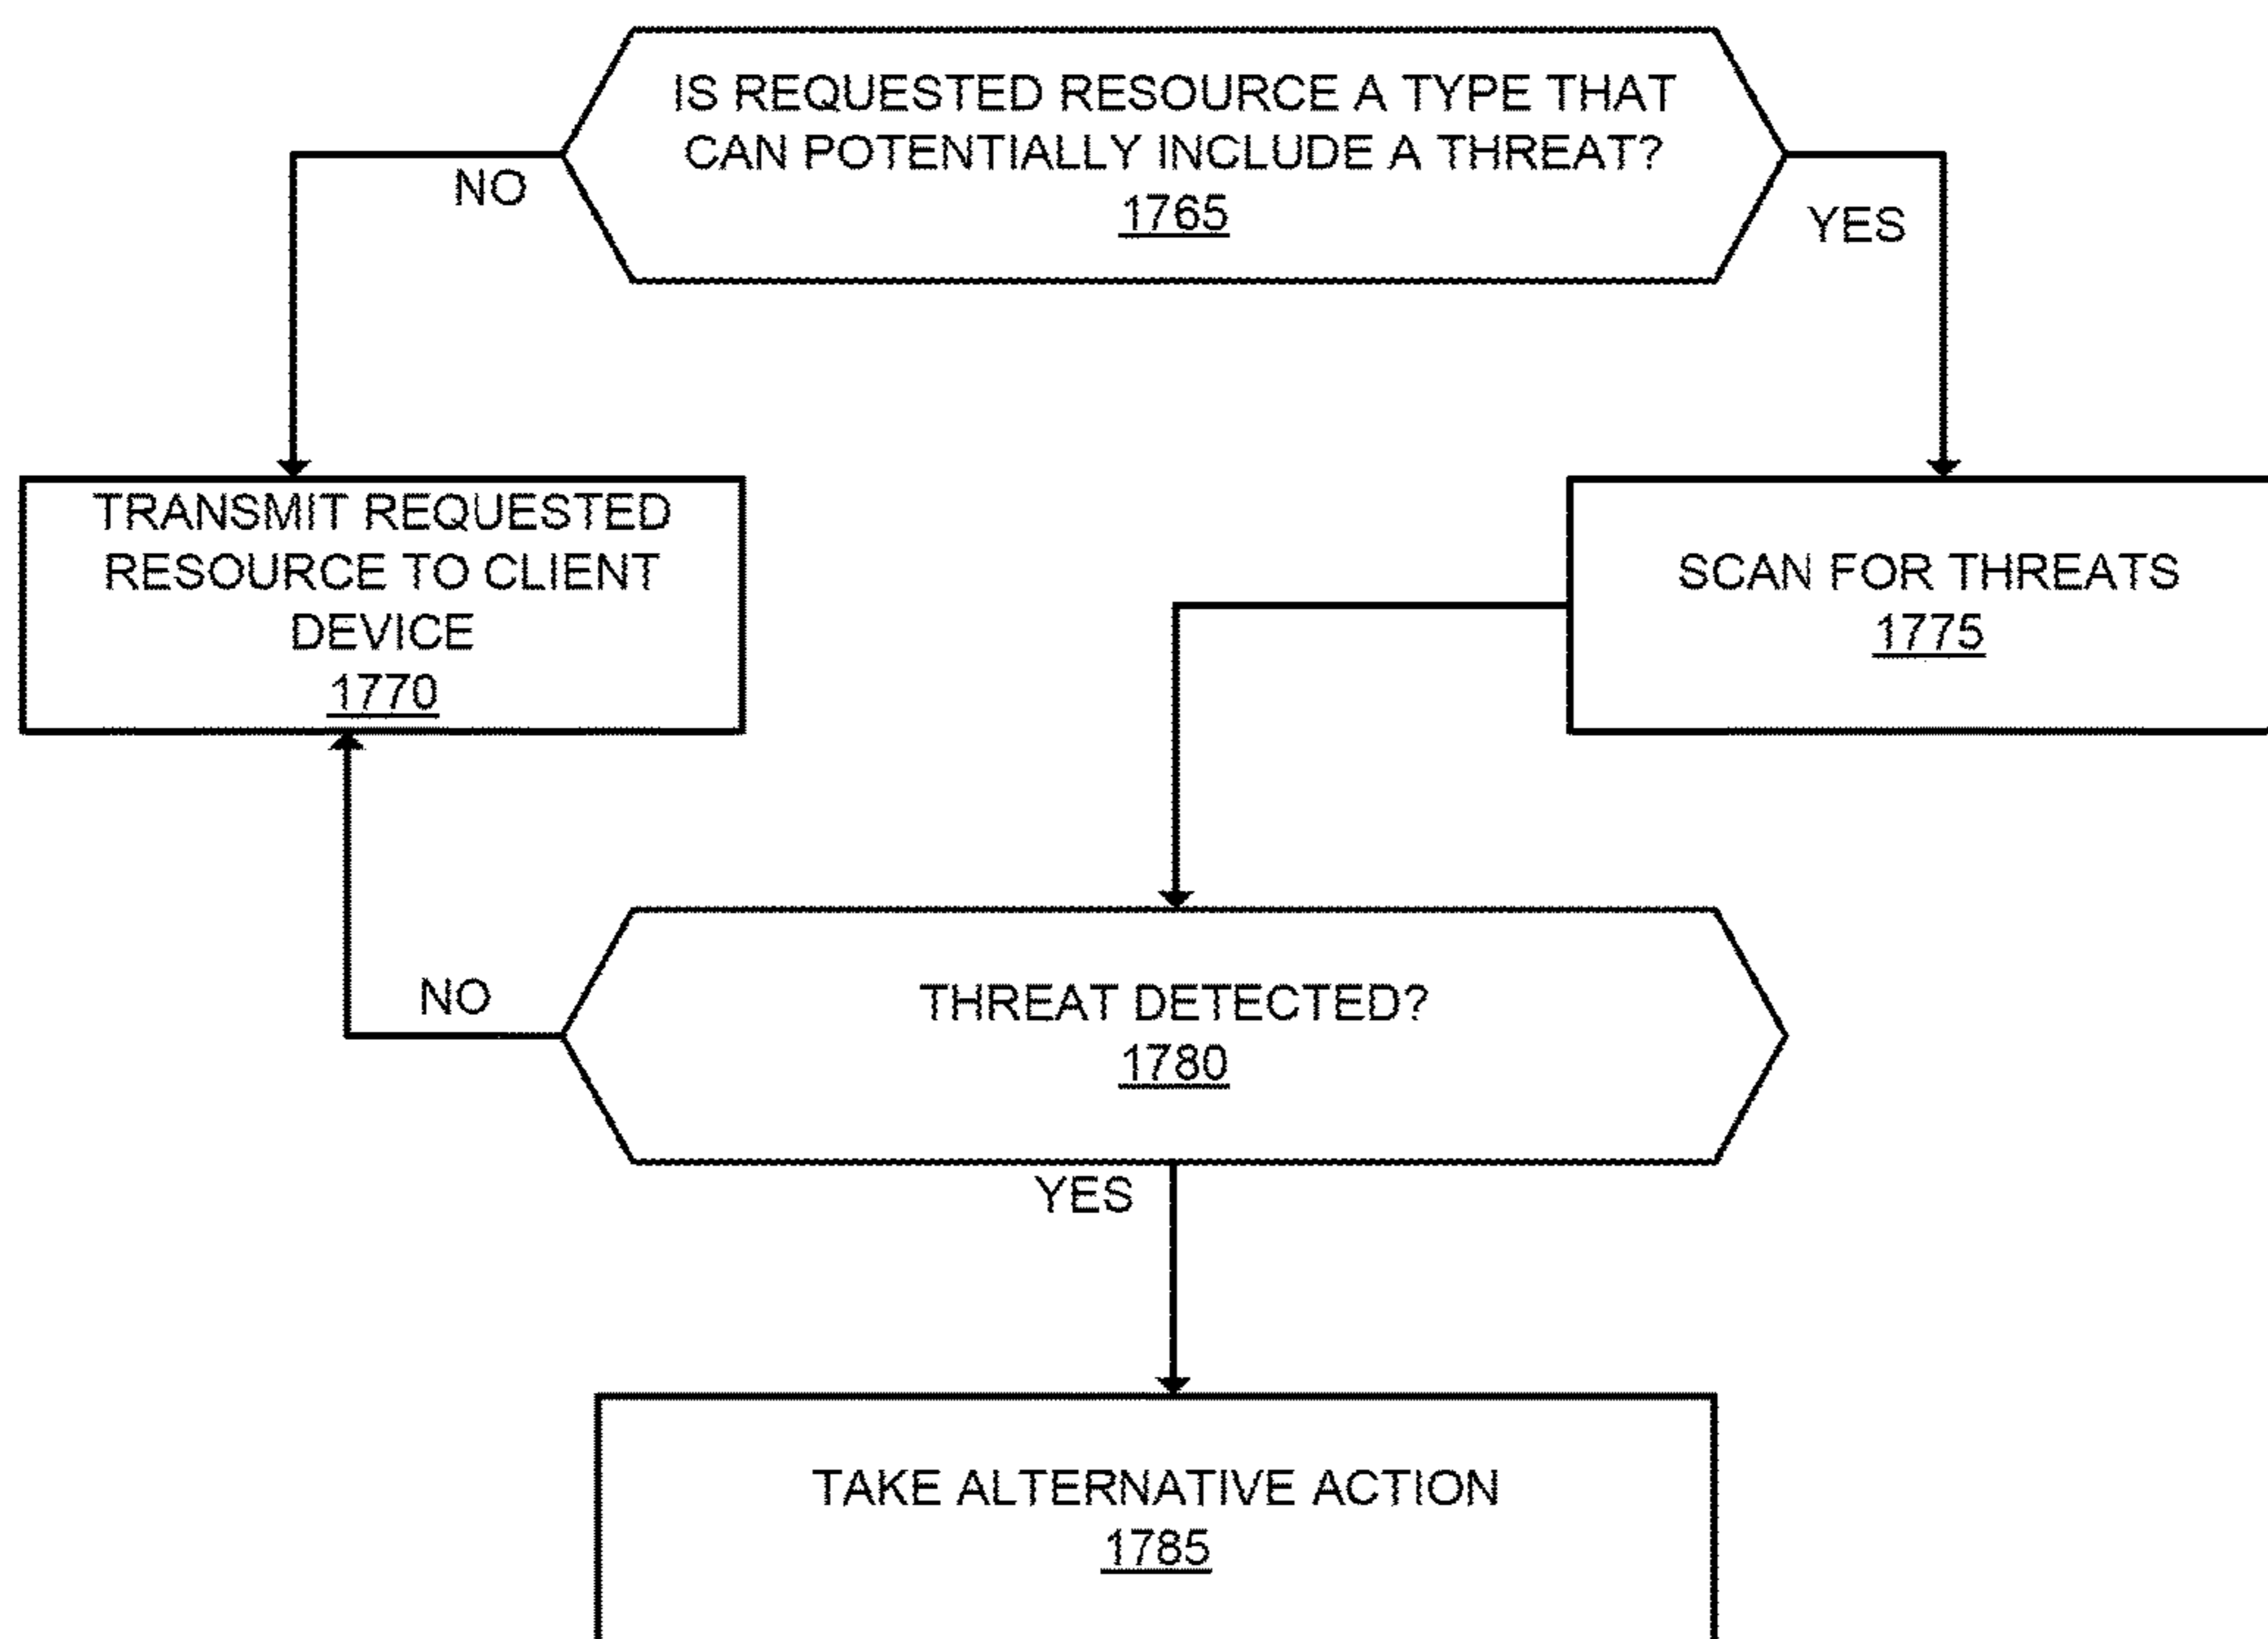 IS REQUESTED RESOURCE A TYPE THAT
CAN POTENTIALLY INCLUDE A THREAT?
1765
NO
YES
TRANSMIT REQUESTED
RESOURCE TO CLIENT
DEVICE
1770
SCAN FOR THREATS
1775
NO
THREAT DETECTED?
1780
YES
TAKE ALTERNATIVE ACTION
1785